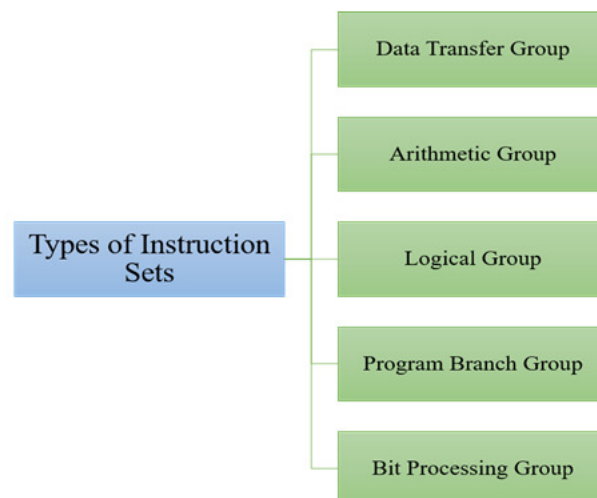 Types of Instruction
Sets
Data Transfer Group
Arithmetic Group
Logical Group
Program Branch Group
Bit Processing Group